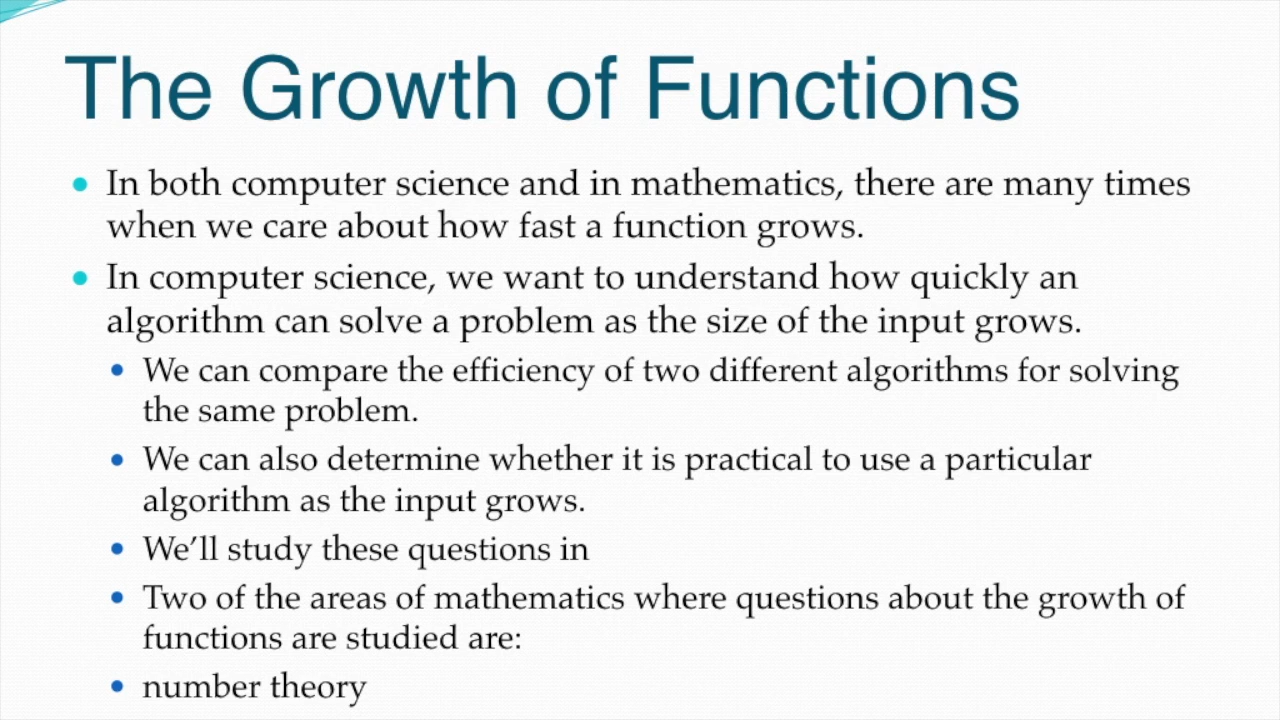 The Growth of Functions
In both computer science and in mathematics, there are many times
when we care about how fast a function grows.
In computer science, we want to understand how quickly an
algorithm can solve a problem as the size of the input grows.
We can compare the efficiency of two different algorithms for solving
the same problem.
We can also determine whether it is practical to use a particular
algorithm as the input grows.
We’ll study these questions in
Two of the areas of mathematics where questions about the growth of
functions are studied are:
number theory